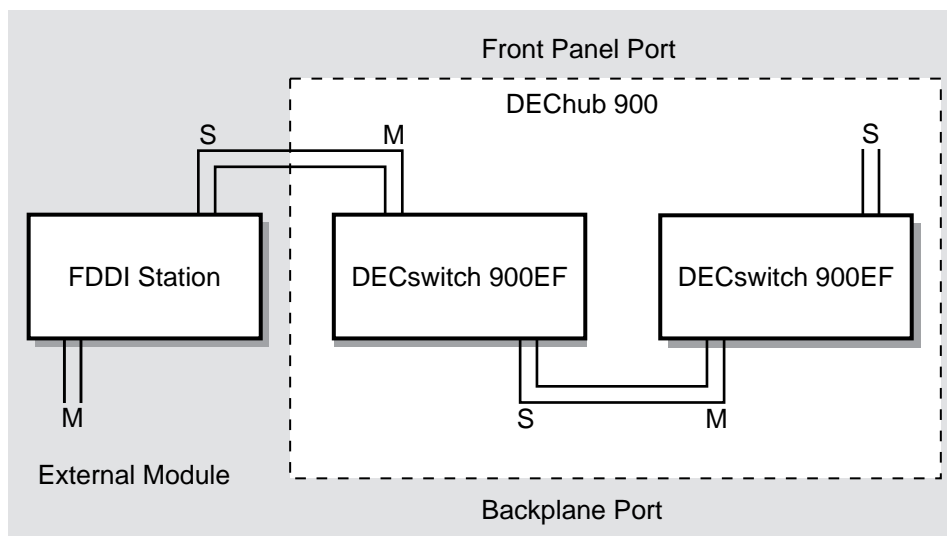 Front Panel Port
DEChub 900
S
M
S
FDDI Station
DECswitch 900EF
DECswitch 900EF
M
S
M
External Module
Backplane Port